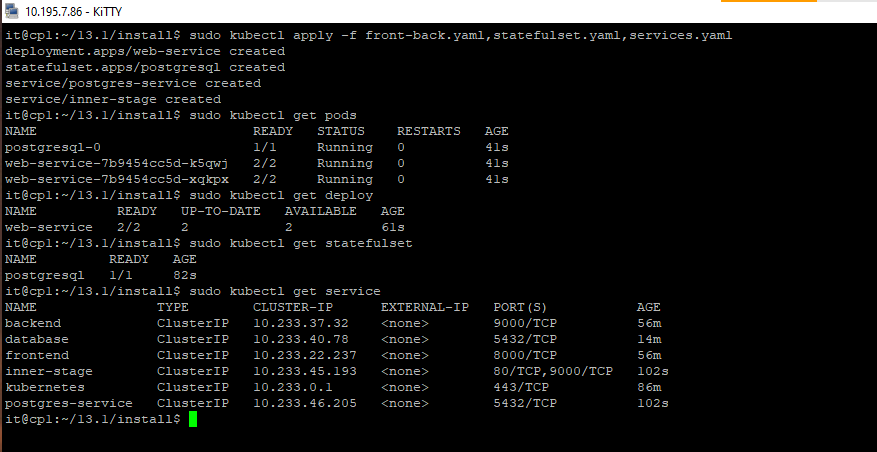 10.195.7.86 - KiTTY
it@cp1:~/13.1/install$ sudo kubectl apply -f front-back.yaml,statefulset.yaml,services.yaml
deployment.apps/web-service created
statefulset.apps/postgresql created
service/postgres-service created
service/inner-stage created
it@cp1:~/13.1/install$ sudo kubectl get pods
NAME                           READY   STATUS    RESTARTS   AGE
postgresql-0                   1/1     Running   0          41s
web-service-7b9454cc5d-k5qwj   2/2     Running   0          41s
web-service-7b9454cc5d-xqkpx   2/2     Running   0          41s
it@cp1:~/13.1/install$ sudo kubectl get deploy
NAME          READY   UP-TO-DATE   AVAILABLE   AGE
web-service   2/2     2            2           61s
it@cp1:~/13.1/install$ sudo kubectl get statefulset
NAME         READY   AGE
postgresql   1/1     82s
it@cp1:~/13.1/install$ sudo kubectl get service
NAME               TYPE        CLUSTER-IP      EXTERNAL-IP   PORT(S)           AGE
backend            ClusterIP   10.233.37.32    <none>        9000/TCP          56m
database           ClusterIP   10.233.40.78    <none>        5432/TCP          14m
frontend           ClusterIP   10.233.22.237   <none>        8000/TCP          56m
inner-stage        ClusterIP   10.233.45.193   <none>        80/TCP,9000/TCP   102s
kubernetes         ClusterIP   10.233.0.1      <none>        443/TCP           86m
postgres-service   ClusterIP   10.233.46.205   <none>        5432/TCP          102s
it@cp1:~/13.1/install$